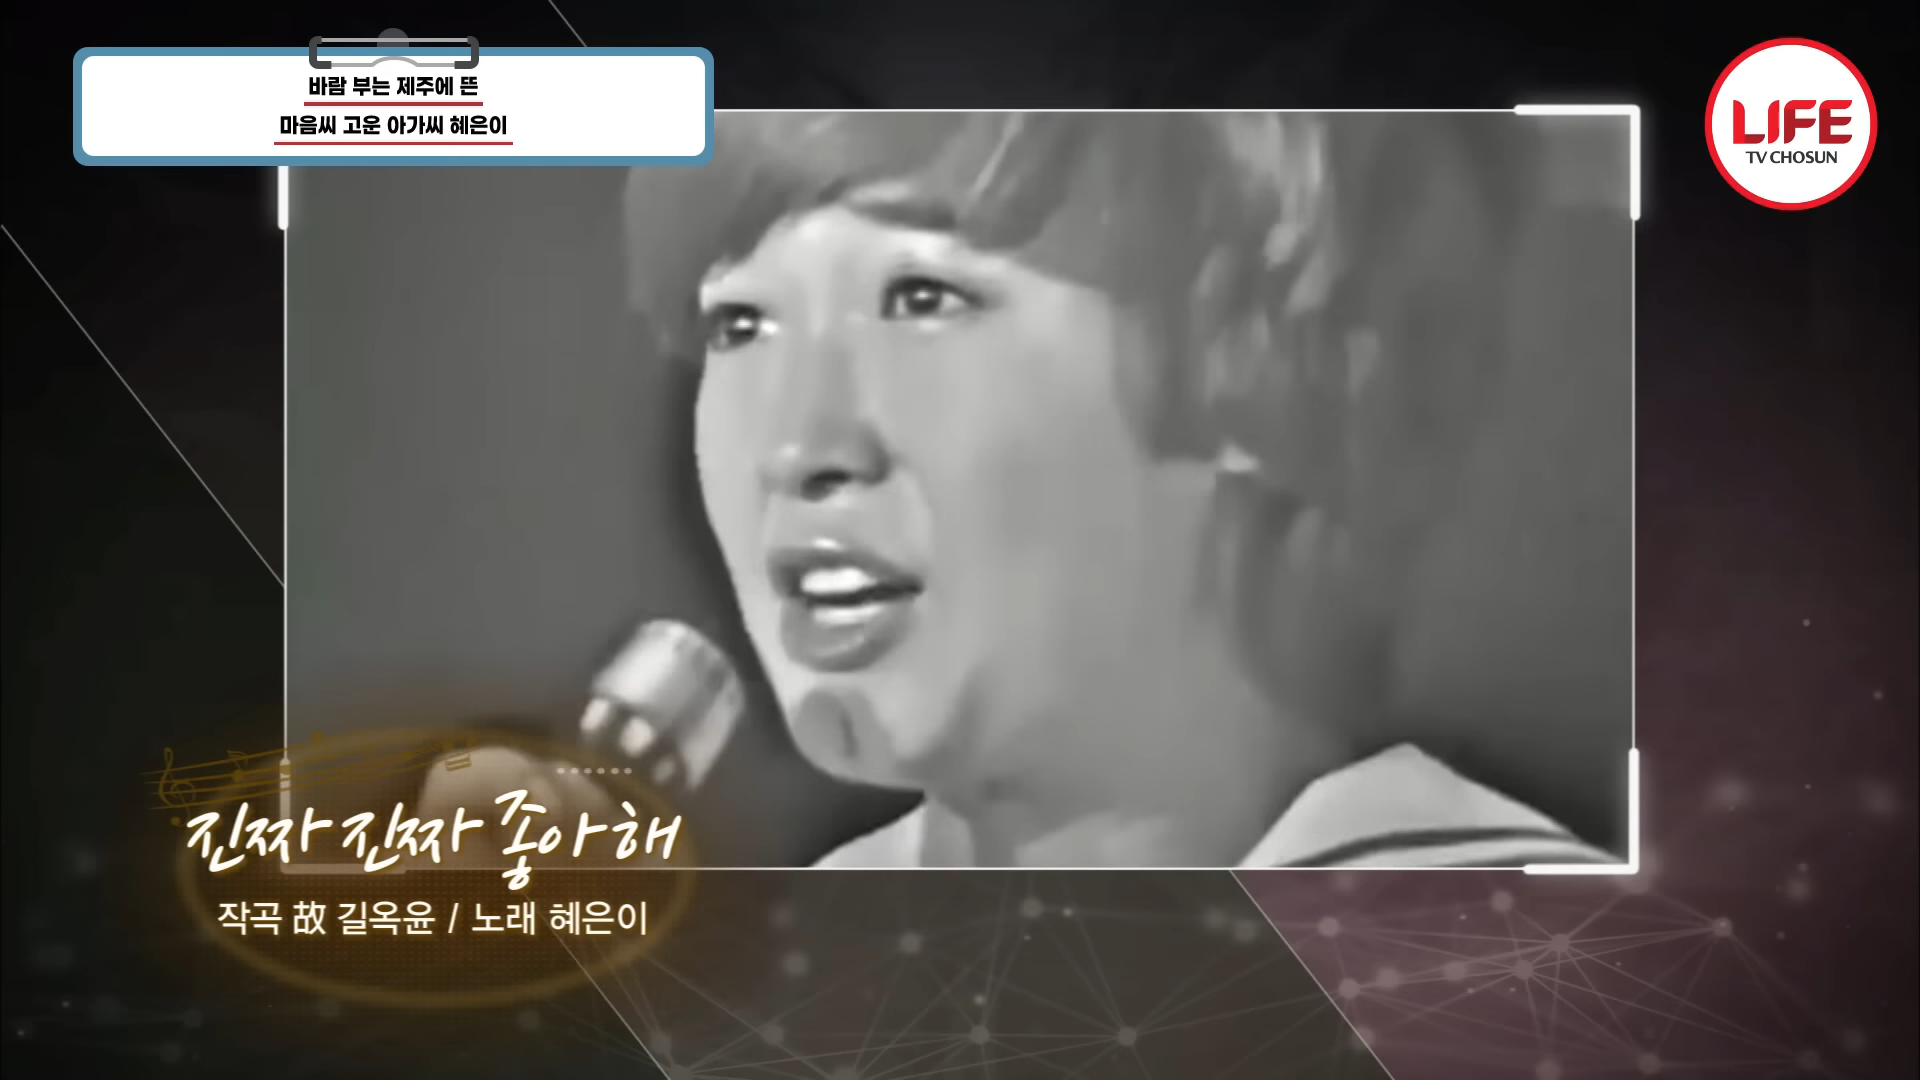 바람 부는 제주에 뜬
마음씨 고운 아가씨 혜은이
LIFE
TV CHOSUN
진짜 진짜 좋아해
작곡 故 길옥윤 / 노래 혜은이